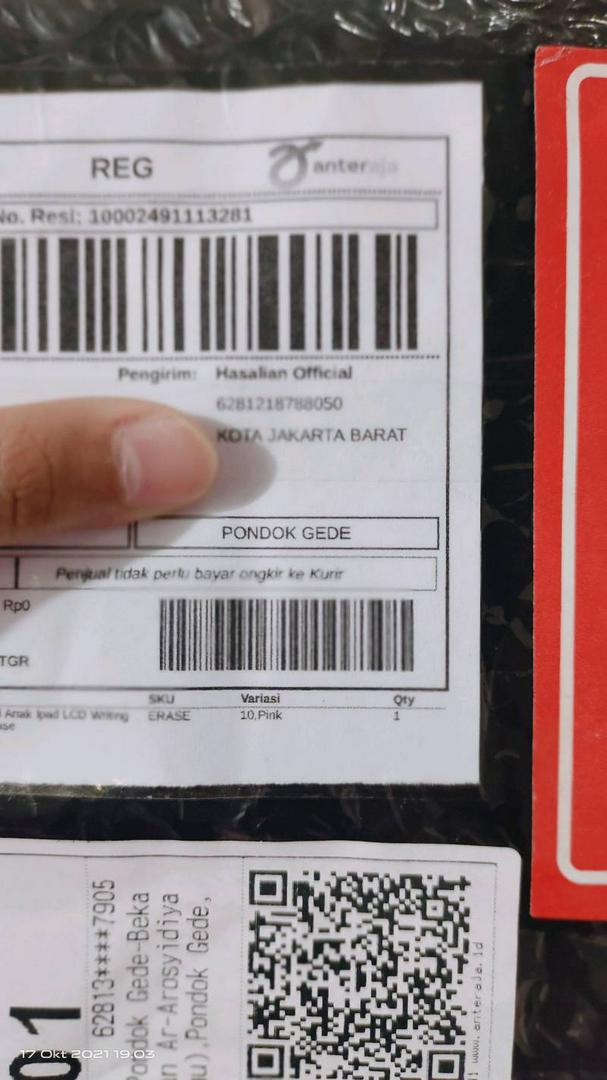 REG
anteraja
No. Resi: 10002491113281
Pengirim: Hasalian Official
6281218788050
KOTA JAKARTA BARAT
PONDOK GEDE
Penjual tidak perlu bayar ongkir ke Kurir
Rp0
TGR
SKU Variasi Qty
Anak Ipad LCD Writing ERASE 10,Pink 1
62813****7905
Pondok Gede-Beka
n Ar-Arosyidiya
u),Pondok Gede,
01
www.anteraja.id
17 Okt 2021 19.03